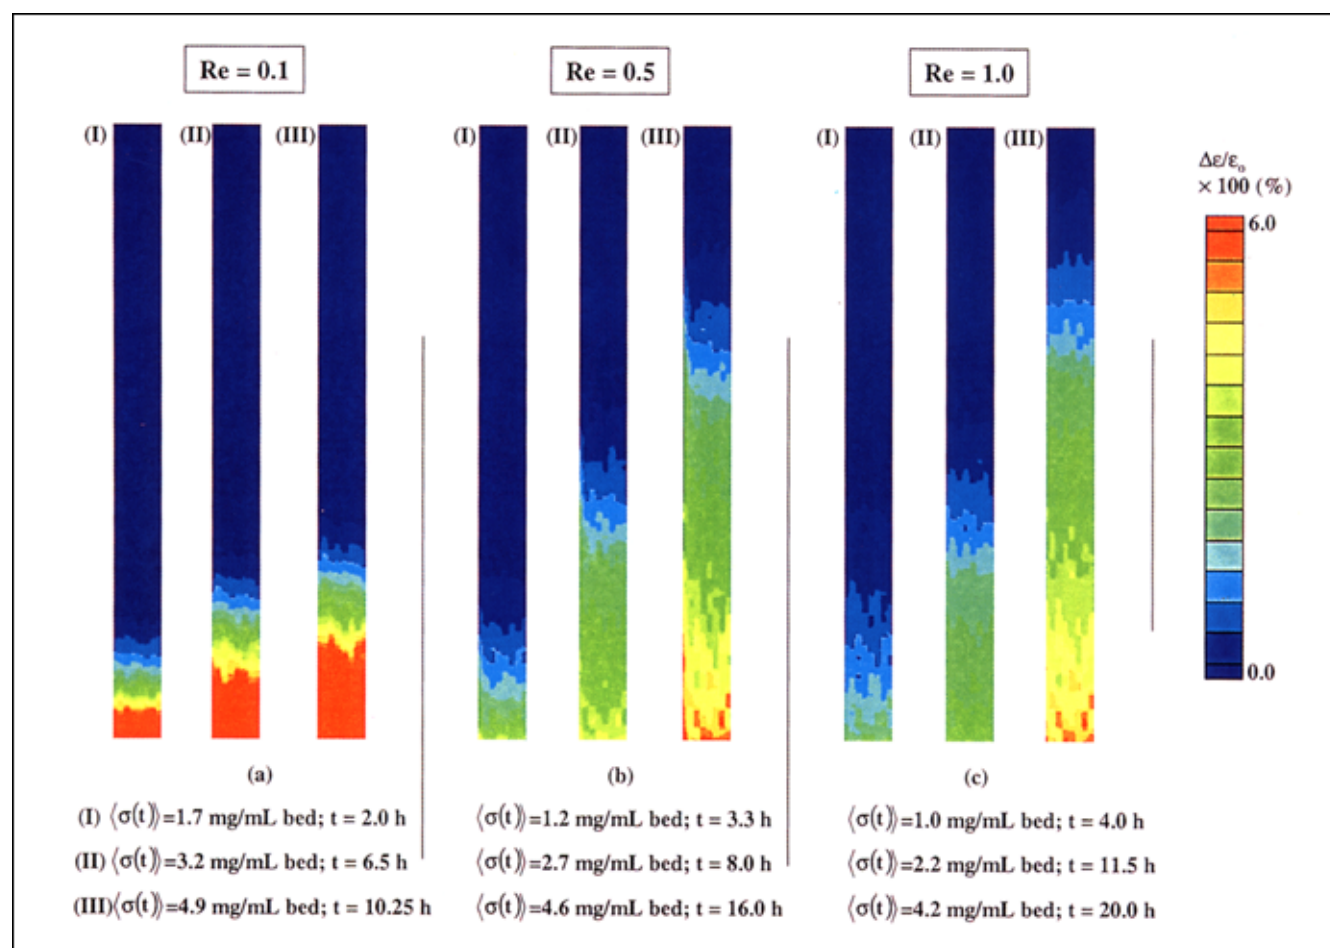 Re = 0.1
Re = 0.5
Re = 1.0
(I) (II) (III)
(I) (II) (III)
(I) (II) (III)
Δε/ε₀
× 100 (%)
6.0
0.0
(a)
(b)
(c)
(I) ⟨σ(t)⟩=1.7 mg/mL bed; t = 2.0 h
(II) ⟨σ(t)⟩=3.2 mg/mL bed; t = 6.5 h
(III)⟨σ(t)⟩=4.9 mg/mL bed; t = 10.25 h
⟨σ(t)⟩=1.2 mg/mL bed; t = 3.3 h
⟨σ(t)⟩=2.7 mg/mL bed; t = 8.0 h
⟨σ(t)⟩=4.6 mg/mL bed; t = 16.0 h
⟨σ(t)⟩=1.0 mg/mL bed; t = 4.0 h
⟨σ(t)⟩=2.2 mg/mL bed; t = 11.5 h
⟨σ(t)⟩=4.2 mg/mL bed; t = 20.0 h